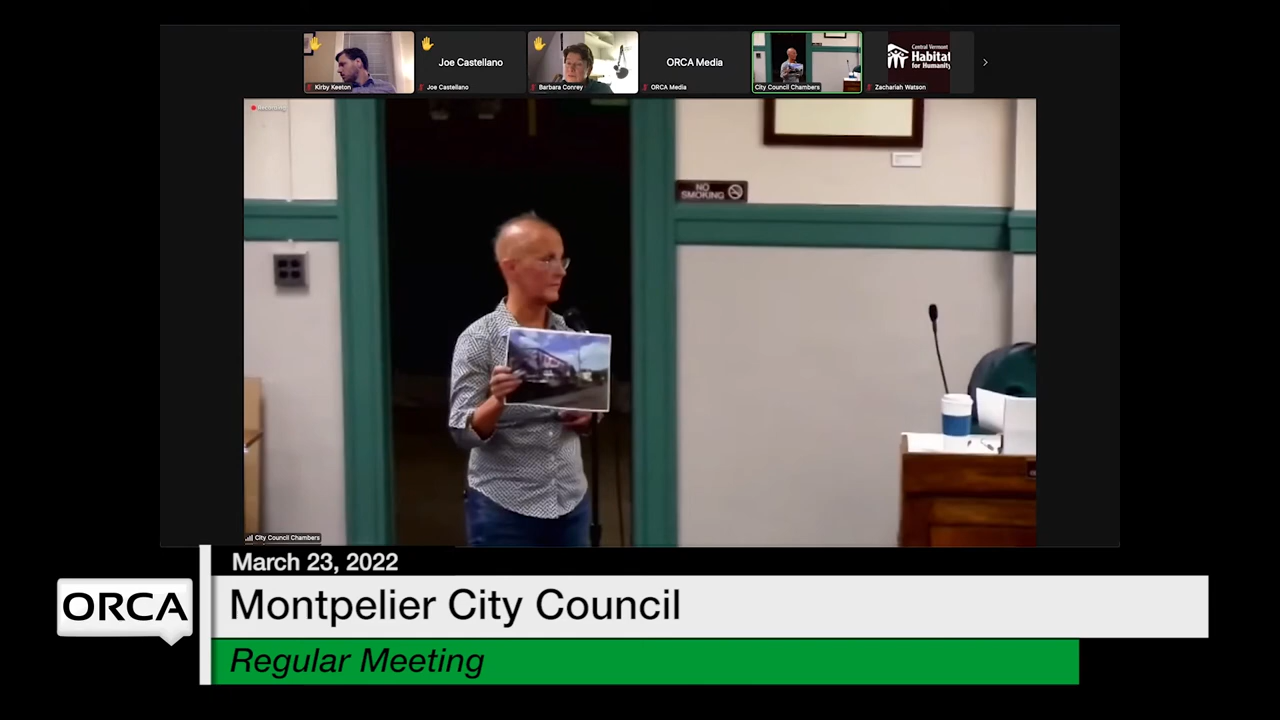 Joe Castellano
ORCA Media
Central Vermont
Habitat
for Humanity
Kirby Keeton
Joe Castellano
Barbara Conrey
ORCA Media
City Council Chambers
Zachariah Watson
Recording
NO
SMOKING
City Council Chambers
March 23, 2022
ORCA
Montpelier City Council
Regular Meeting